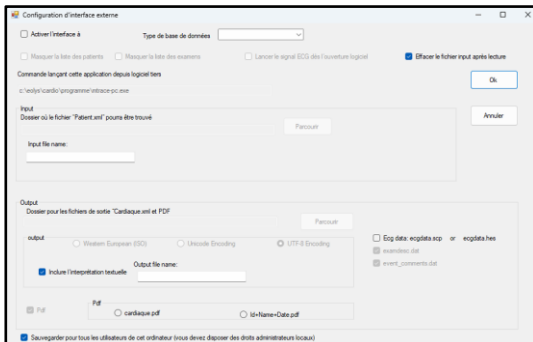 Configuration d'interface externe
Activer l'interface à
Type de base de données
Masquer la liste des patients
Masquer la liste des examens
Lancer le signal ECG dès l'ouverture logiciel
Effacer le fichier input après lecture
Commande lançant cette application depuis logiciel tiers
Ok
c:\eolys\cardio\programme\mtrace-pc.exe
Annuler
Input
Dossier où le fichier "Patient.xml" pourra être trouvé
Parcourir
Input file name:
Output
Dossier pour les fichiers de sortie "Cardiaque.xml et PDF
Parcourir
output
Western European (ISO)
Unicode Encoding
UTF-8 Encoding
Ecg data: ecgdata.scp or ecgdata.hes
examdesc.dat
event_comments.dat
Output file name:
Inclure l'interprétation textuelle
Pdf
Pdf
cardiaque.pdf
Id+Name+Date.pdf
Sauvegarder pour tous les utilisateurs de cet ordinateur (vous devez disposer des droits administrateurs locaux)